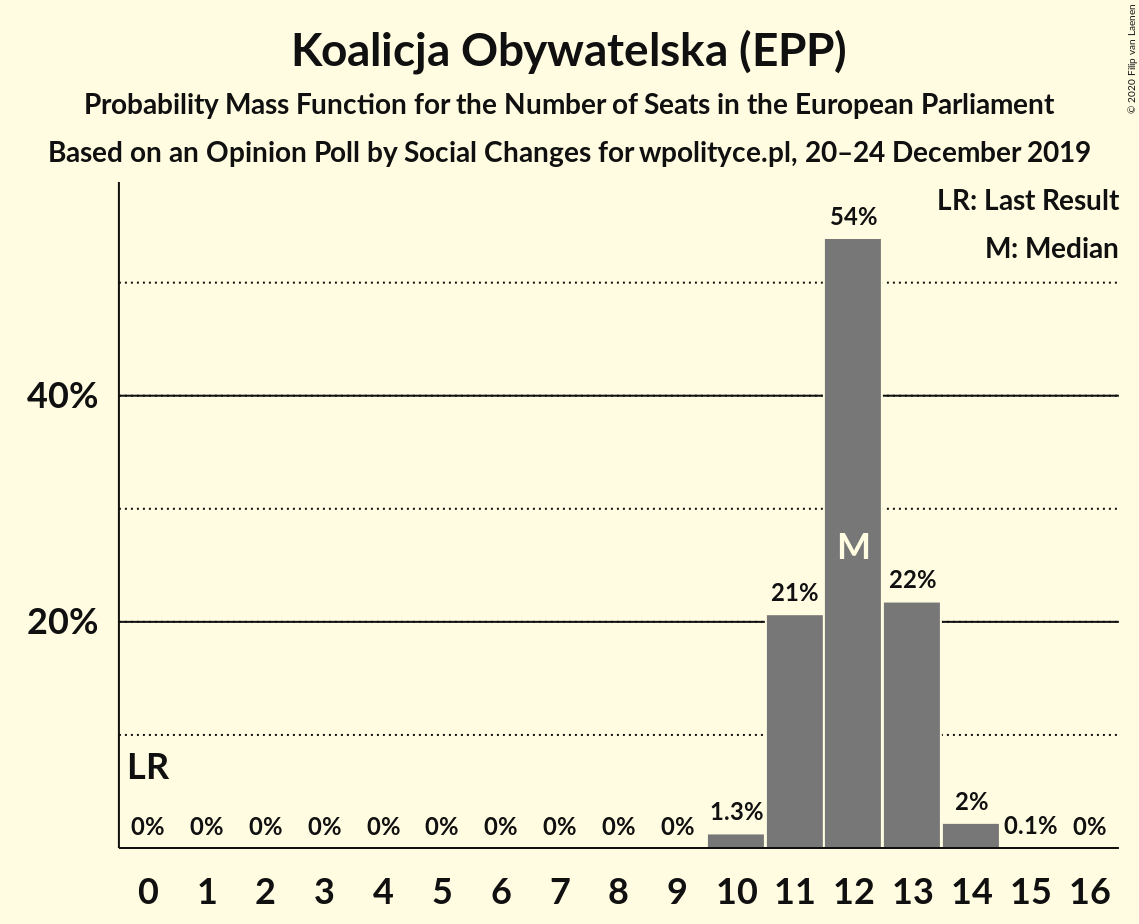 Koalicja Obywatelska (EPP)
Probability Mass Function for the Number of Seats in the European Parliament
Based on an Opinion Poll by Social Changes for wpolityce.pl, 20–24 December 2019
© 2020 Filip van Laenen
LR: Last Result
M: Median
54%
40%
M
21%
22%
20%
LR
0% 0% 0% 0% 0% 0% 0% 0% 0% 0% 1.3% 2% 0.1% 0%
0 1 2 3 4 5 6 7 8 9 10 11 12 13 14 15 16